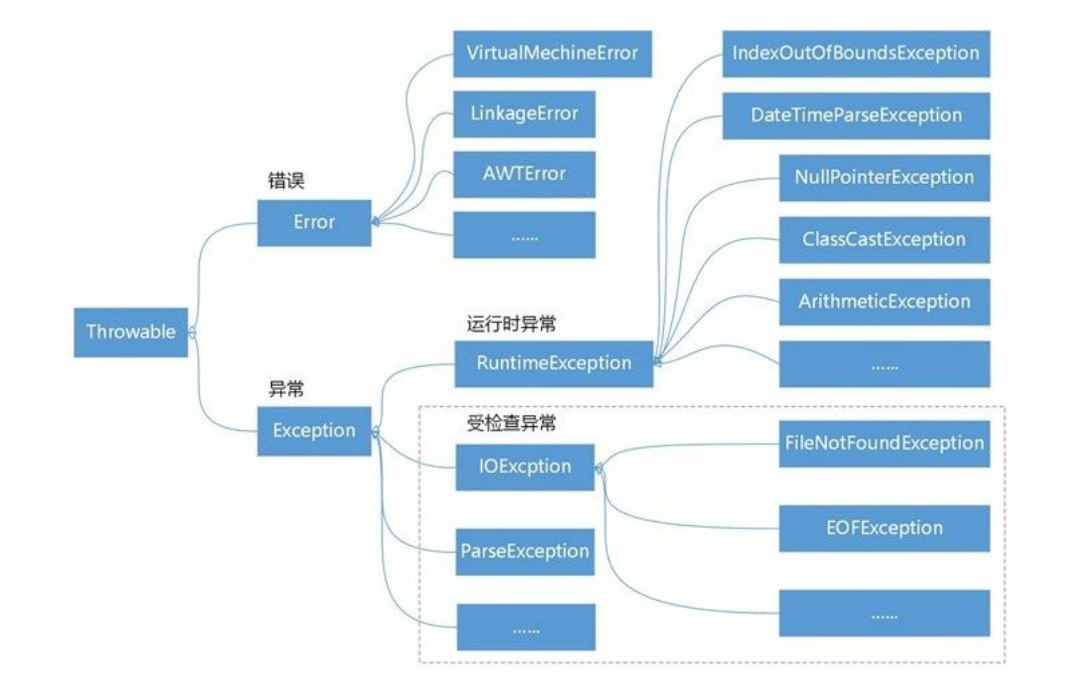 VirtualMechineError
IndexOutOfBoundsException
LinkageError
DateTimeParseException
错误
AWTError
NullPointerException
Error
......
ClassCastException
ArithmeticException
Throwable
运行时异常
RuntimeException
......
异常
Exception
受检查异常
IOExcption
FileNotFoundException
ParseException
EOFException
......
......